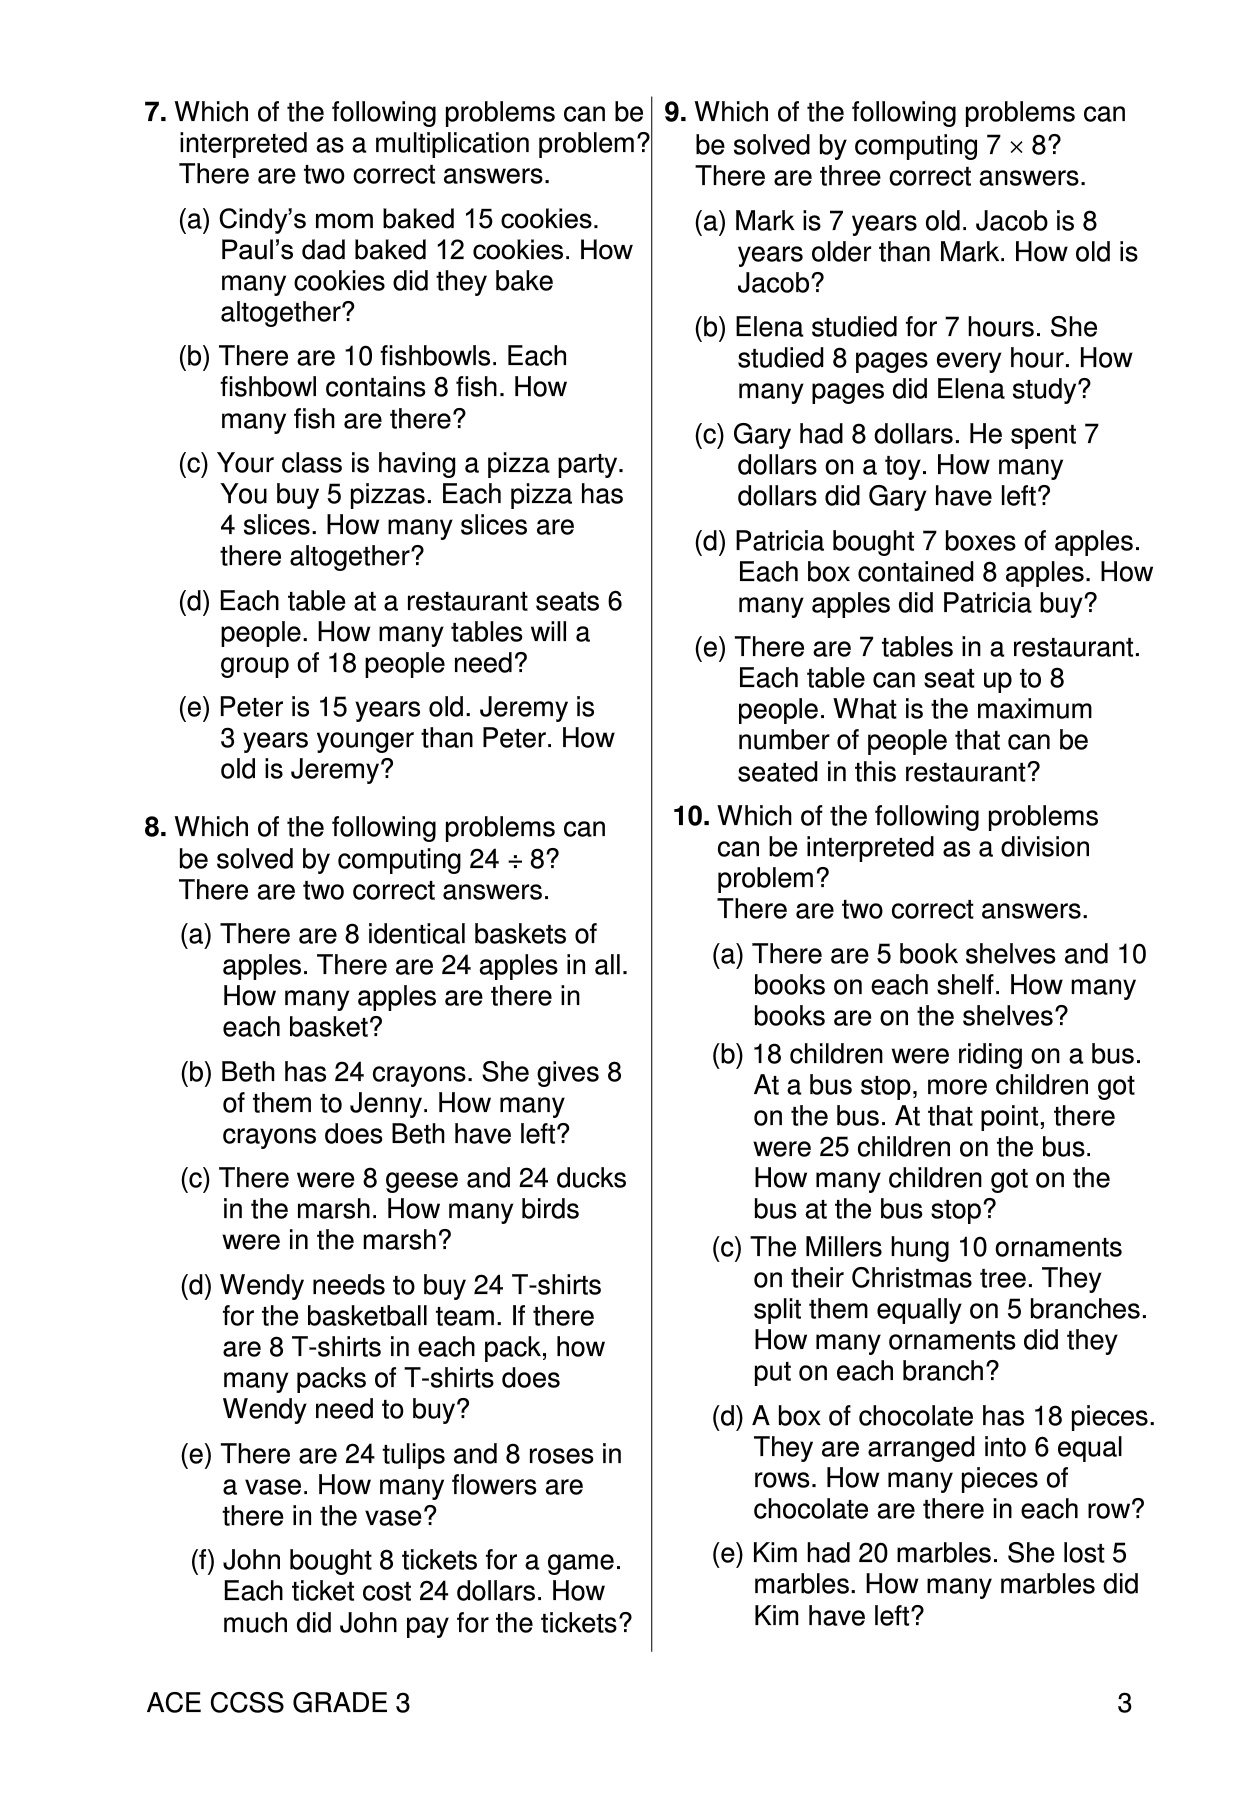 7. Which of the following problems can be
interpreted as a multiplication problem?
There are two correct answers.
(a) Cindy’s mom baked 15 cookies.
Paul’s dad baked 12 cookies. How
many cookies did they bake
altogether?
(b) There are 10 fishbowls. Each
fishbowl contains 8 fish. How
many fish are there?
(c) Your class is having a pizza party.
You buy 5 pizzas. Each pizza has
4 slices. How many slices are
there altogether?
(d) Each table at a restaurant seats 6
people. How many tables will a
group of 18 people need?
(e) Peter is 15 years old. Jeremy is
3 years younger than Peter. How
old is Jeremy?
8. Which of the following problems can
be solved by computing 24 ÷ 8?
There are two correct answers.
(a) There are 8 identical baskets of
apples. There are 24 apples in all.
How many apples are there in
each basket?
(b) Beth has 24 crayons. She gives 8
of them to Jenny. How many
crayons does Beth have left?
(c) There were 8 geese and 24 ducks
in the marsh. How many birds
were in the marsh?
(d) Wendy needs to buy 24 T-shirts
for the basketball team. If there
are 8 T-shirts in each pack, how
many packs of T-shirts does
Wendy need to buy?
(e) There are 24 tulips and 8 roses in
a vase. How many flowers are
there in the vase?
(f) John bought 8 tickets for a game.
Each ticket cost 24 dollars. How
much did John pay for the tickets?
9. Which of the following problems can
be solved by computing 7 × 8?
There are three correct answers.
(a) Mark is 7 years old. Jacob is 8
years older than Mark. How old is
Jacob?
(b) Elena studied for 7 hours. She
studied 8 pages every hour. How
many pages did Elena study?
(c) Gary had 8 dollars. He spent 7
dollars on a toy. How many
dollars did Gary have left?
(d) Patricia bought 7 boxes of apples.
Each box contained 8 apples. How
many apples did Patricia buy?
(e) There are 7 tables in a restaurant.
Each table can seat up to 8
people. What is the maximum
number of people that can be
seated in this restaurant?
10. Which of the following problems
can be interpreted as a division
problem?
There are two correct answers.
(a) There are 5 book shelves and 10
books on each shelf. How many
books are on the shelves?
(b) 18 children were riding on a bus.
At a bus stop, more children got
on the bus. At that point, there
were 25 children on the bus.
How many children got on the
bus at the bus stop?
(c) The Millers hung 10 ornaments
on their Christmas tree. They
split them equally on 5 branches.
How many ornaments did they
put on each branch?
(d) A box of chocolate has 18 pieces.
They are arranged into 6 equal
rows. How many pieces of
chocolate are there in each row?
(e) Kim had 20 marbles. She lost 5
marbles. How many marbles did
Kim have left?
ACE CCSS GRADE 3
3